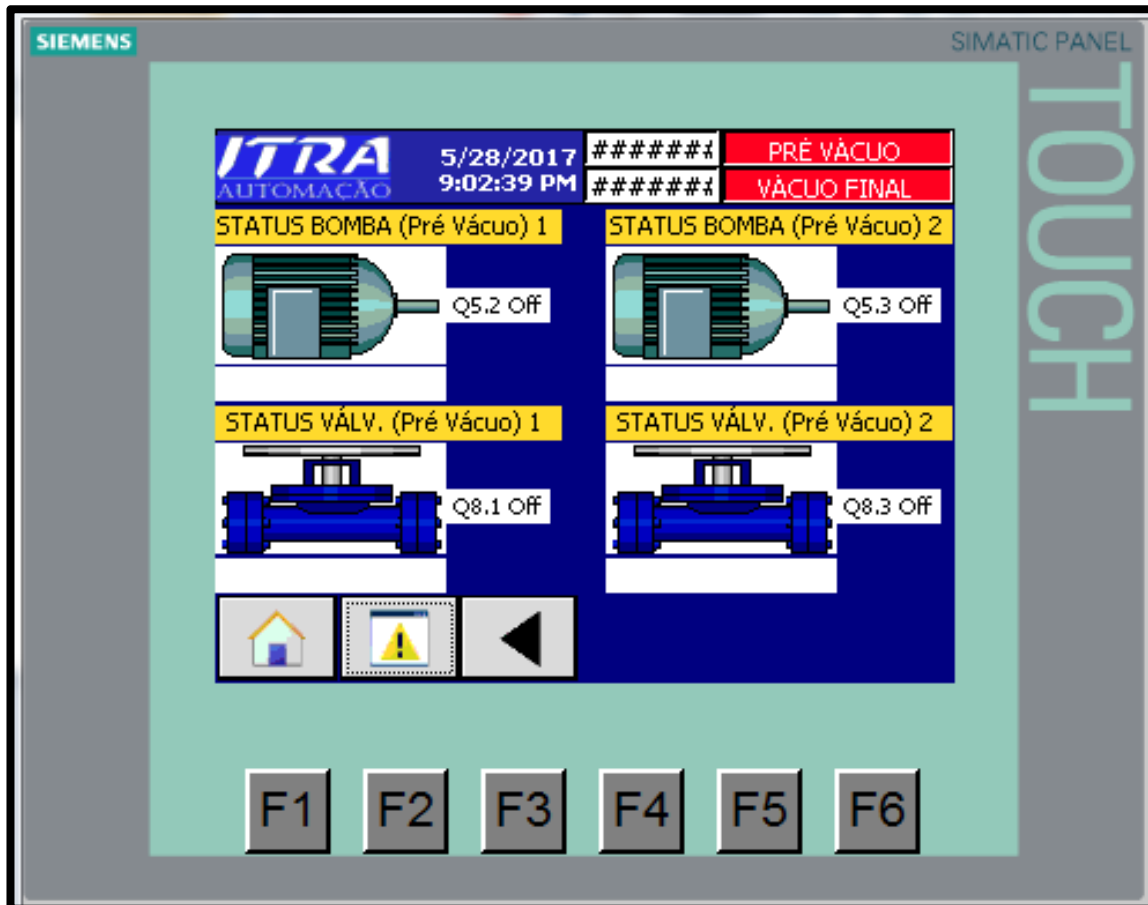 SIEMENS
SIMATIC PANEL
TOUCH
ITRA
AUTOMAÇÃO
5/28/2017
9:02:39 PM
#######
PRÉ VÁCUO
#######
VÁCUO FINAL
STATUS BOMBA (Pré Vácuo) 1
STATUS BOMBA (Pré Vácuo) 2
Q5.2 Off
Q5.3 Off
STATUS VÁLV. (Pré Vácuo) 1
STATUS VÁLV. (Pré Vácuo) 2
Q8.1 Off
Q8.3 Off
F1 F2 F3 F4 F5 F6